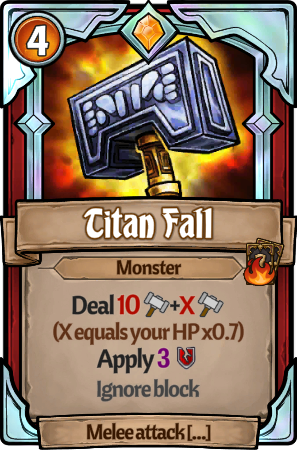 4
Titan Fall
Monster
Deal 10 +X
(X equals your HP x0.7)
Apply 3
Ignore block
Melee attack [...]